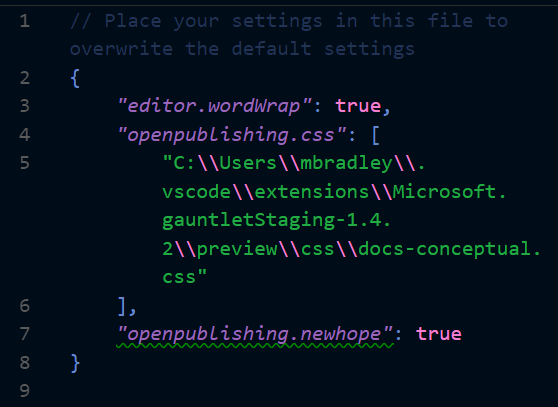 1 // Place your settings in this file to
overwrite the default settings
2 {
3 "editor.wordWrap": true,
4 "openpublishing.css": [
5 "C:\\Users\\mbradley\\.
vscode\\extensions\\Microsoft.
gauntletStaging-1.4.
2\\preview\\css\\docs-conceptual.
css"
6 ],
7 "openpublishing.newhope": true
8 }
9